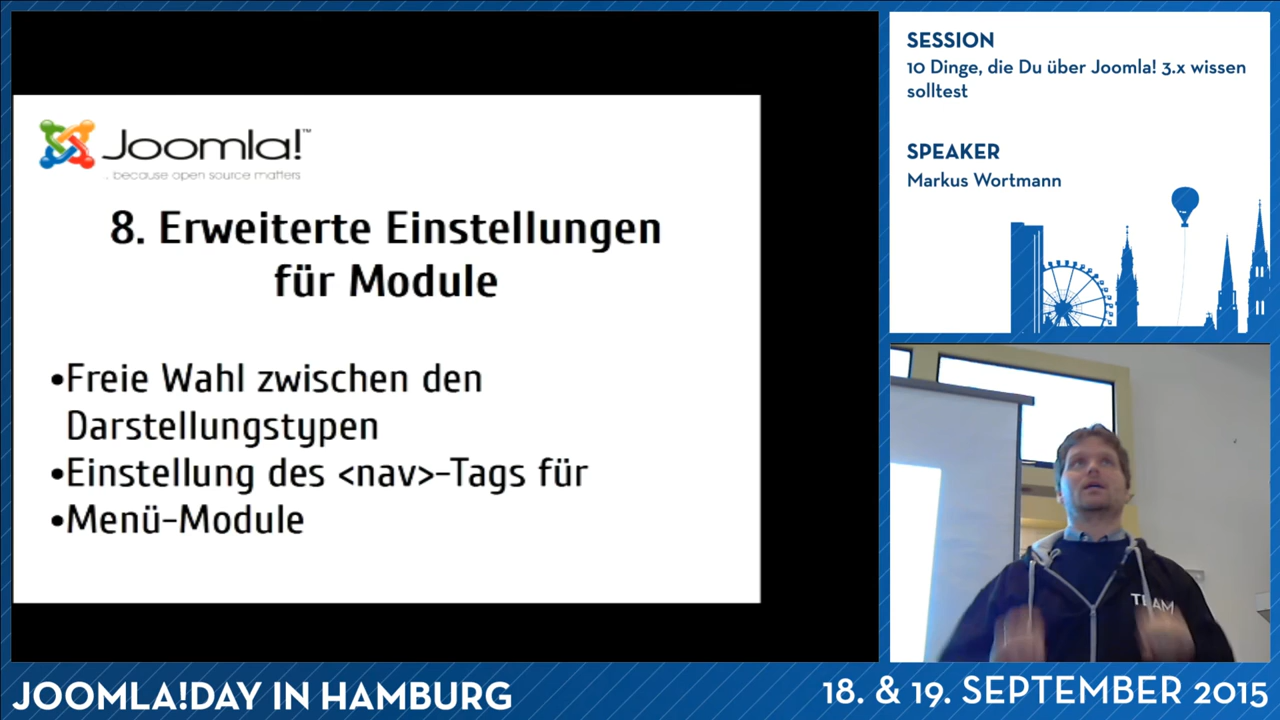 Joomla!™
. because open source matters
8. Erweiterte Einstellungen
für Module
•Freie Wahl zwischen den
Darstellungstypen
•Einstellung des <nav>-Tags für
•Menü-Module
SESSION
10 Dinge, die Du über Joomla! 3.x wissen
solltest
SPEAKER
Markus Wortmann
TEAM
JOOMLA!DAY IN HAMBURG
18. & 19. SEPTEMBER 2015